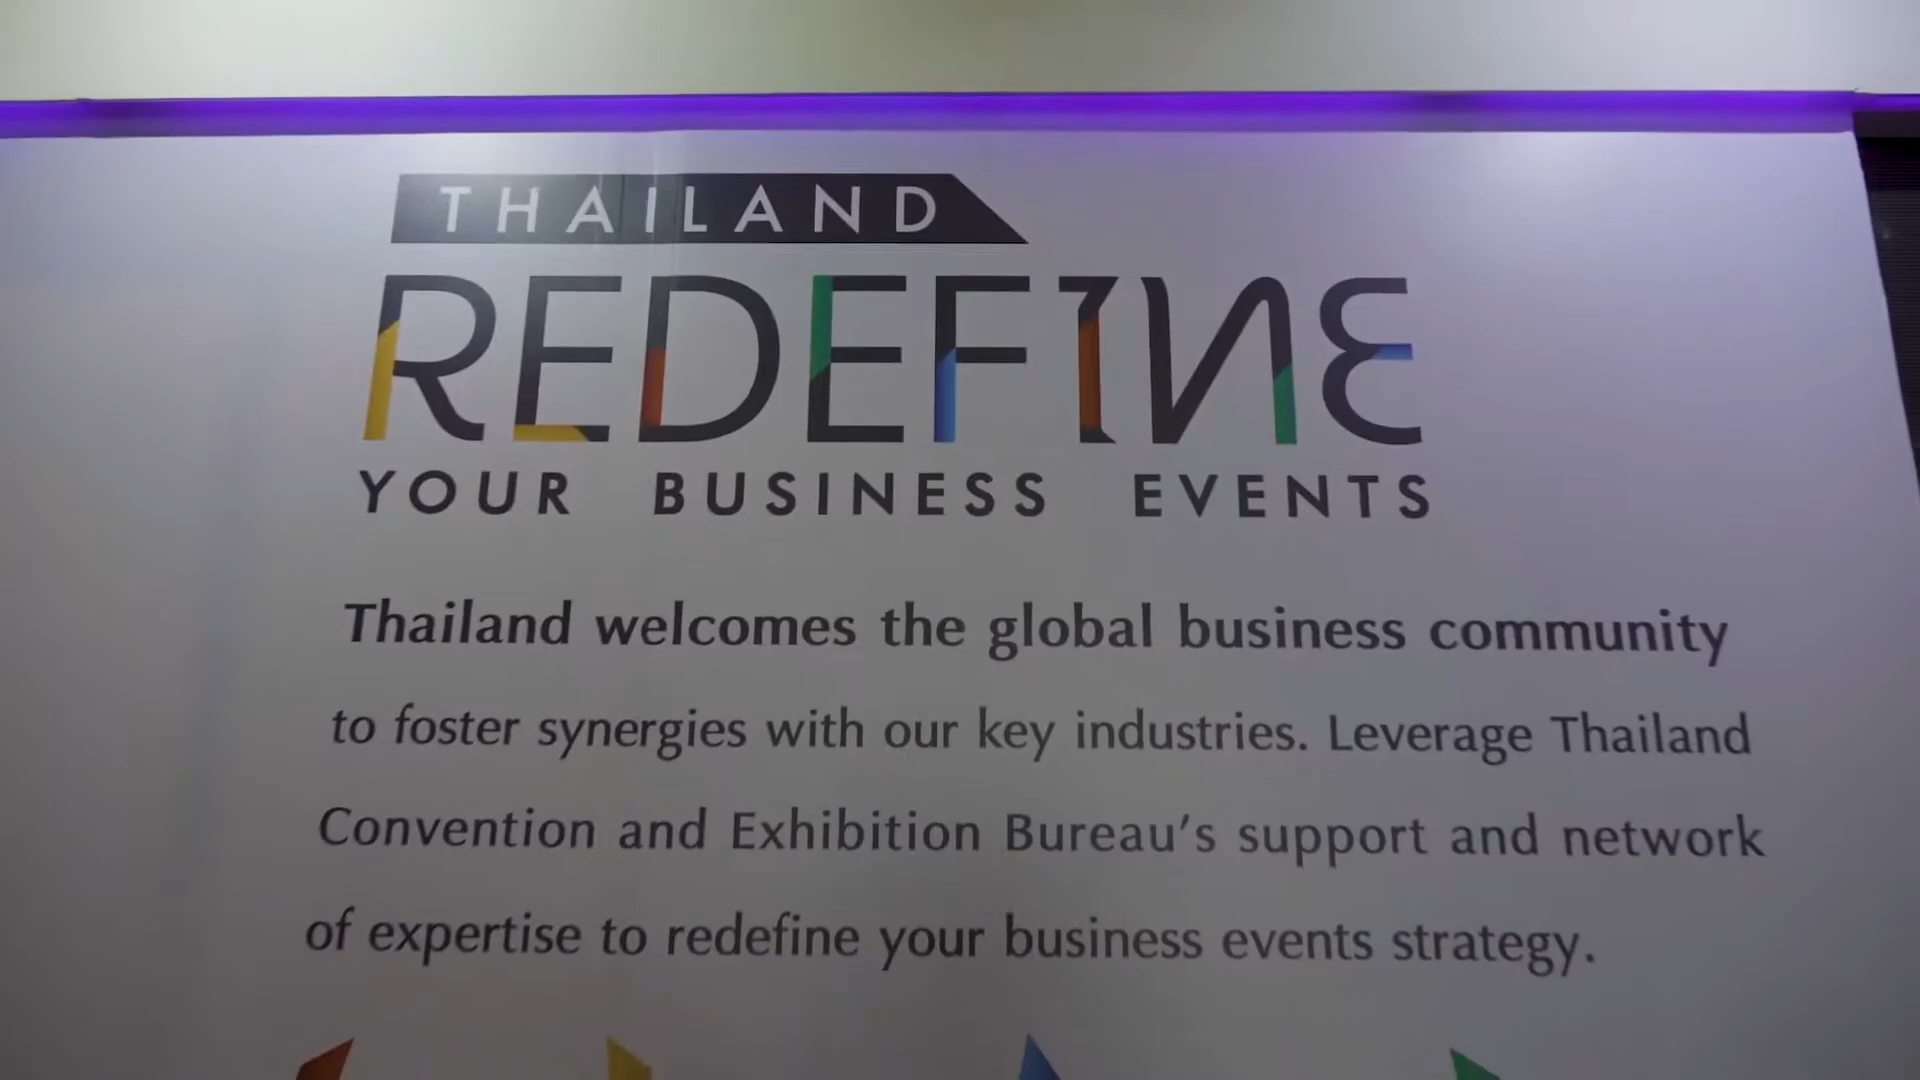 THAILAND
REDEFINE
YOUR BUSINESS EVENTS
Thailand welcomes the global business community
to foster synergies with our key industries. Leverage Thailand
Convention and Exhibition Bureau's support and network
of expertise to redefine your business events strategy.